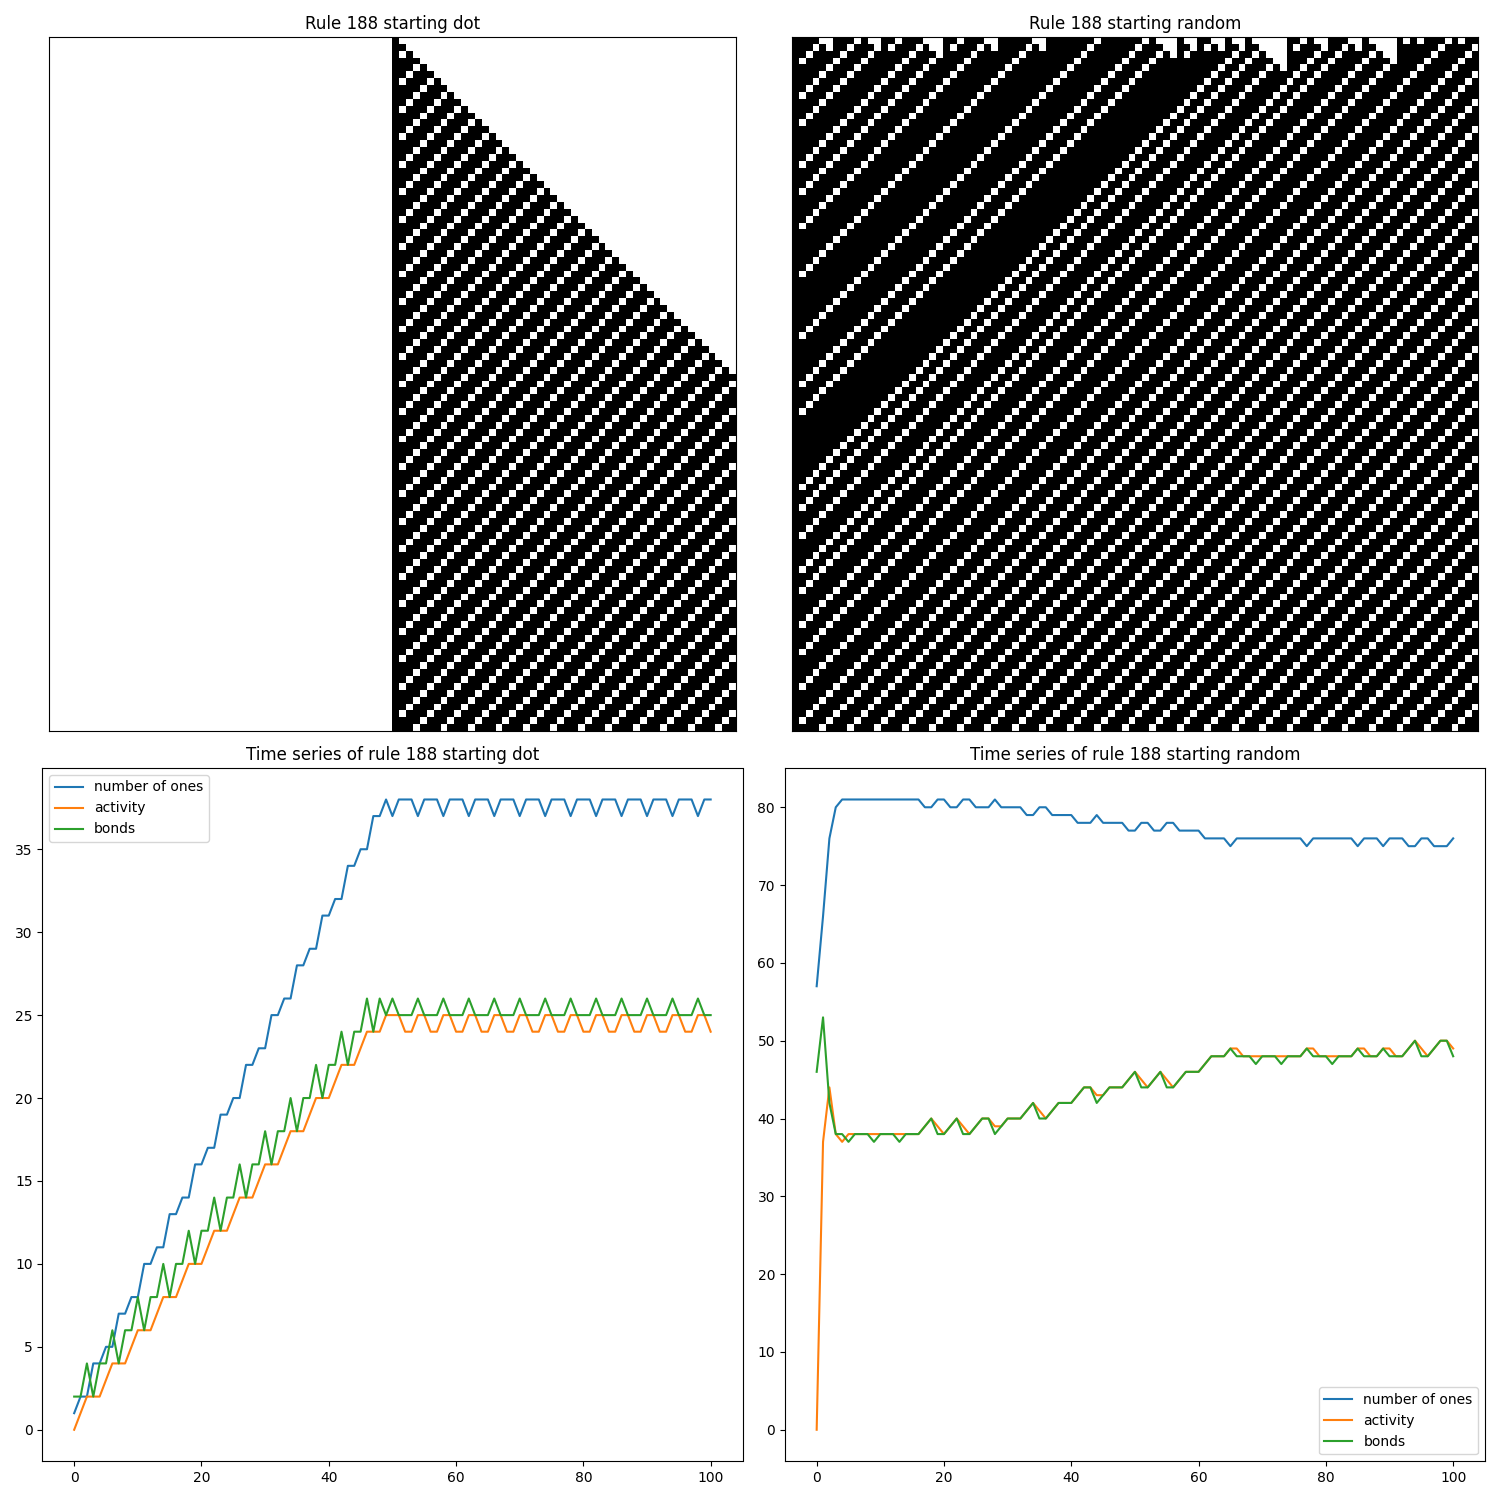 Rule 188 starting dot
Rule 188 starting random
Time series of rule 188 starting dot
number of ones
activity
bonds
35
30
25
20
15
10
5
0
0 20 40 60 80 100
Time series of rule 188 starting random
80
70
60
50
40
30
20
10
0
number of ones
activity
bonds
0 20 40 60 80 100